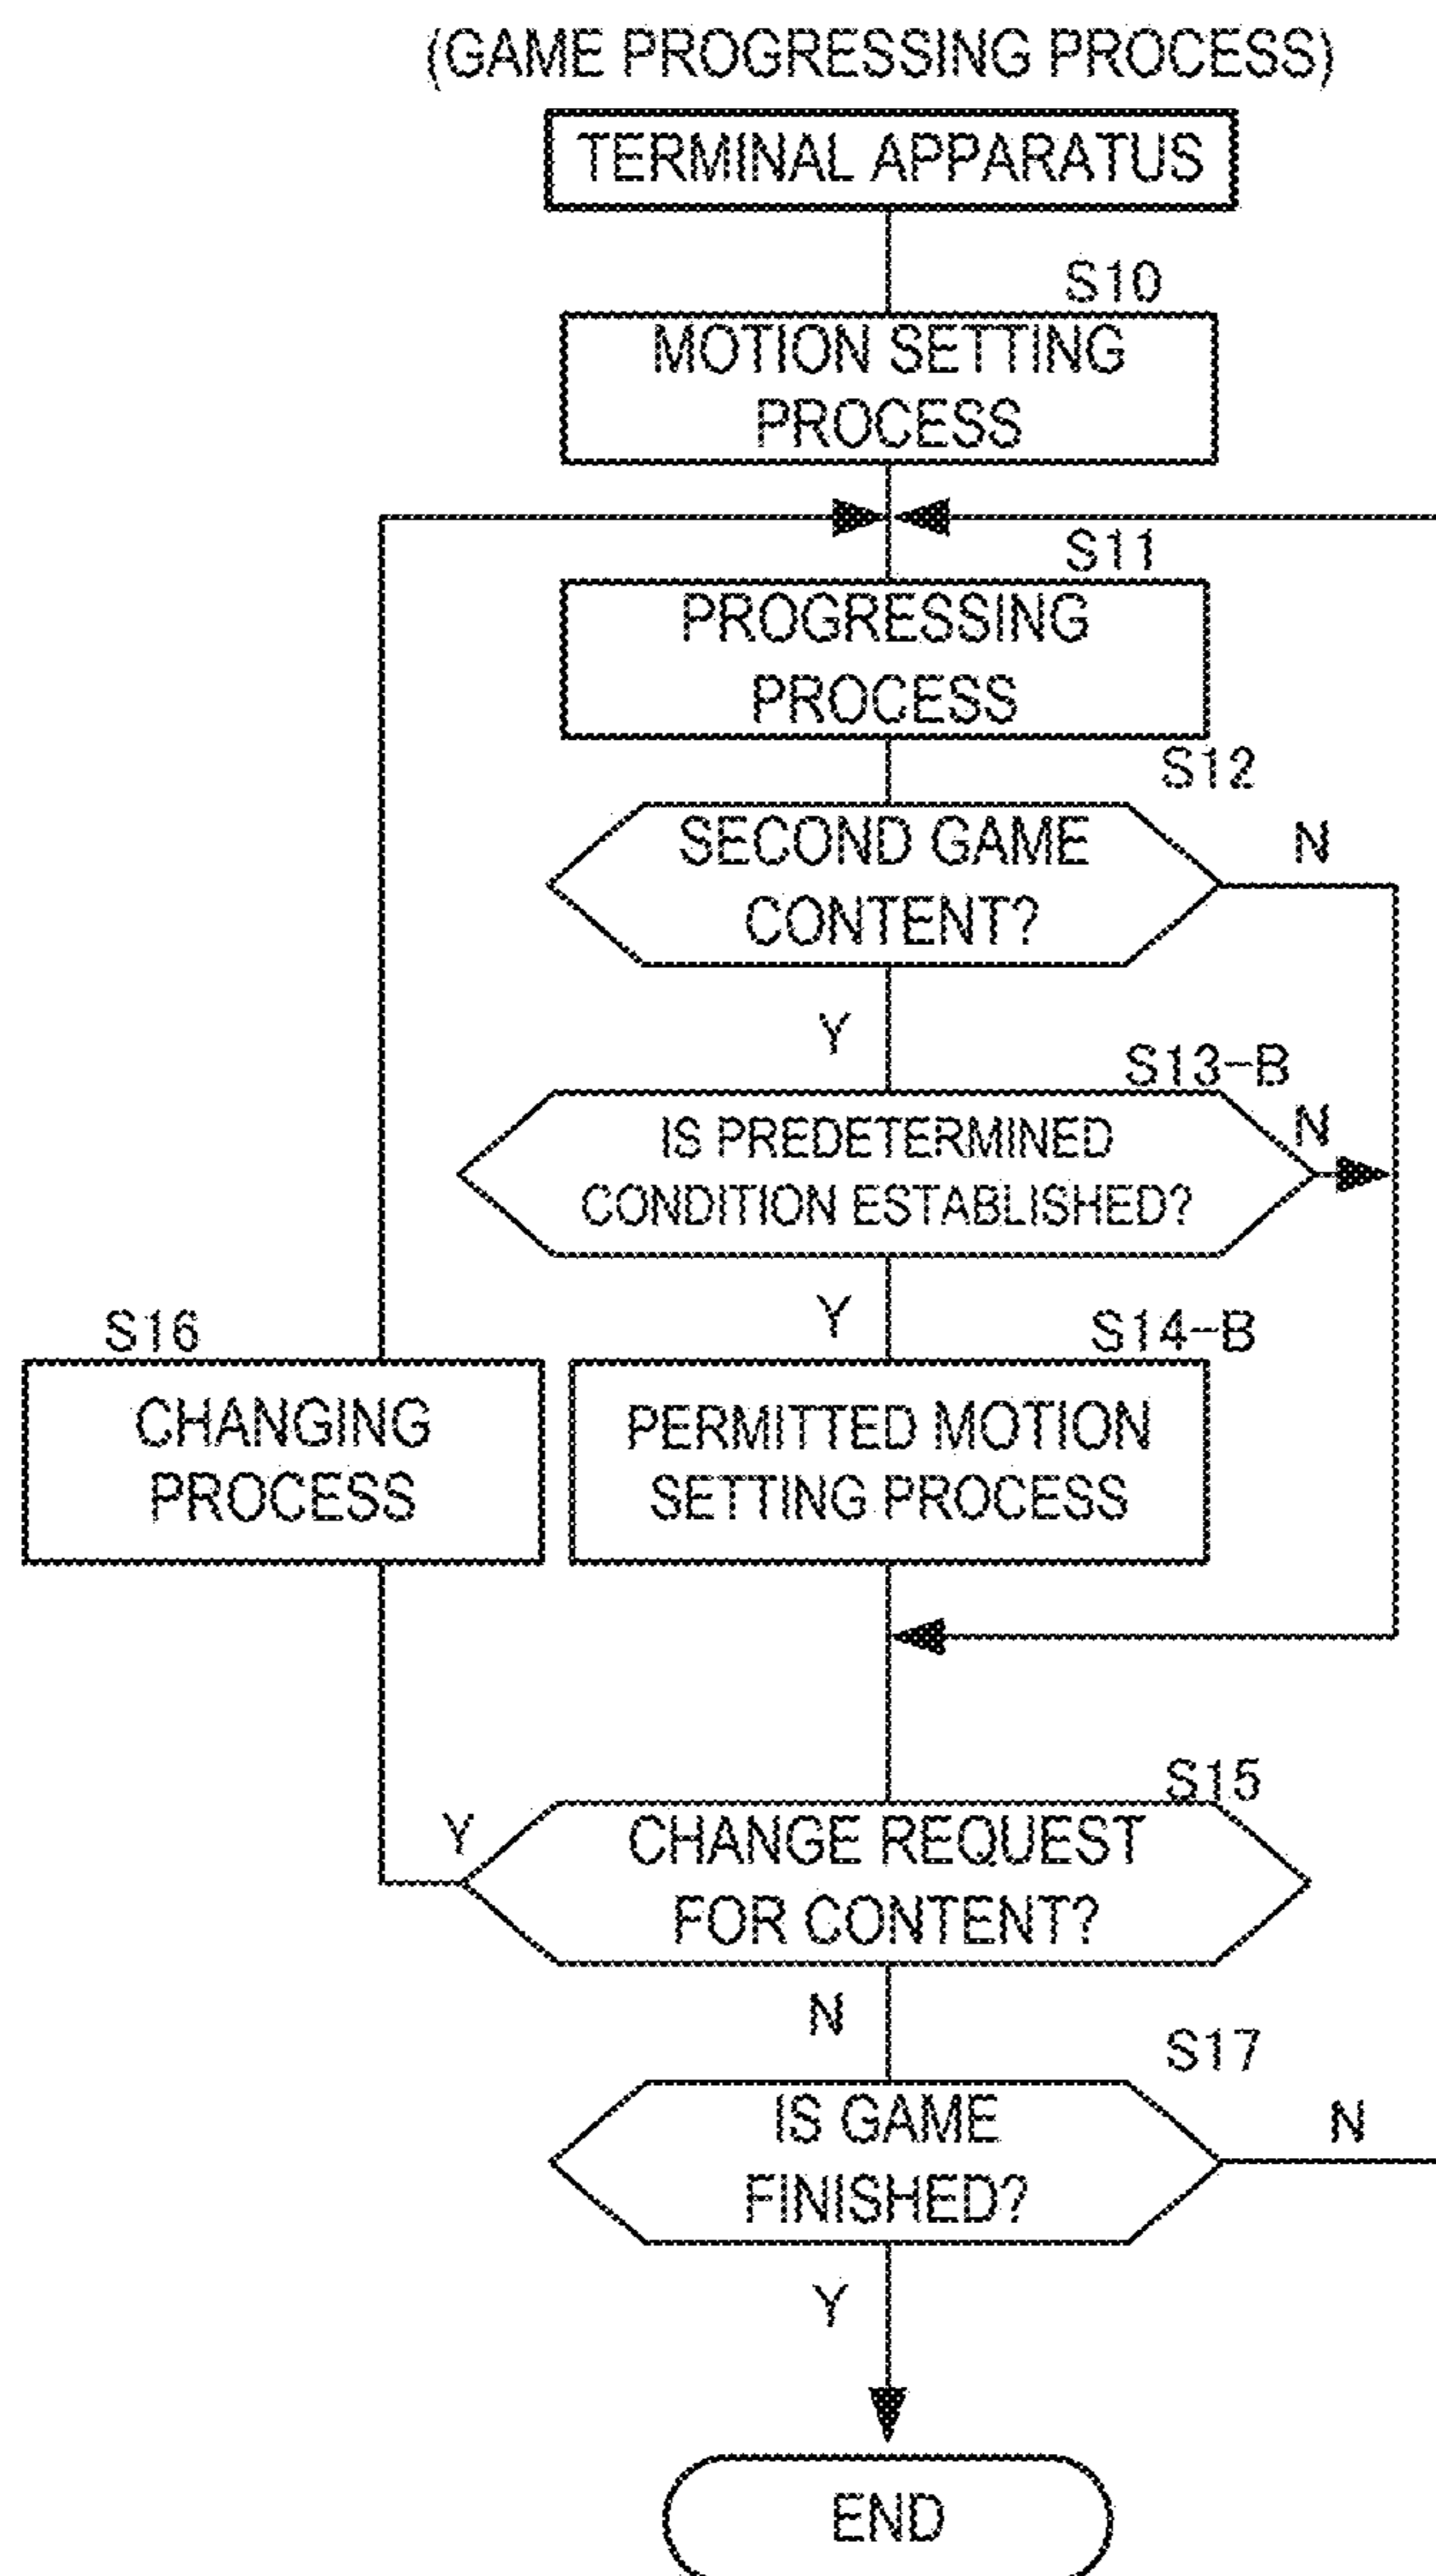 (GAME PROGRESSING PROCESS)
TERMINAL APPARATUS
S10
MOTION SETTING
PROCESS
S11
PROGRESSING
PROCESS
S12
SECOND GAME
CONTENT?
N
Y
S13-B
IS PREDETERMINED
CONDITION ESTABLISHED?
N
Y
S16
CHANGING
PROCESS
S14-B
PERMITTED MOTION
SETTING PROCESS
S15
Y
CHANGE REQUEST
FOR CONTENT?
N
S17
IS GAME
FINISHED?
N
Y
END